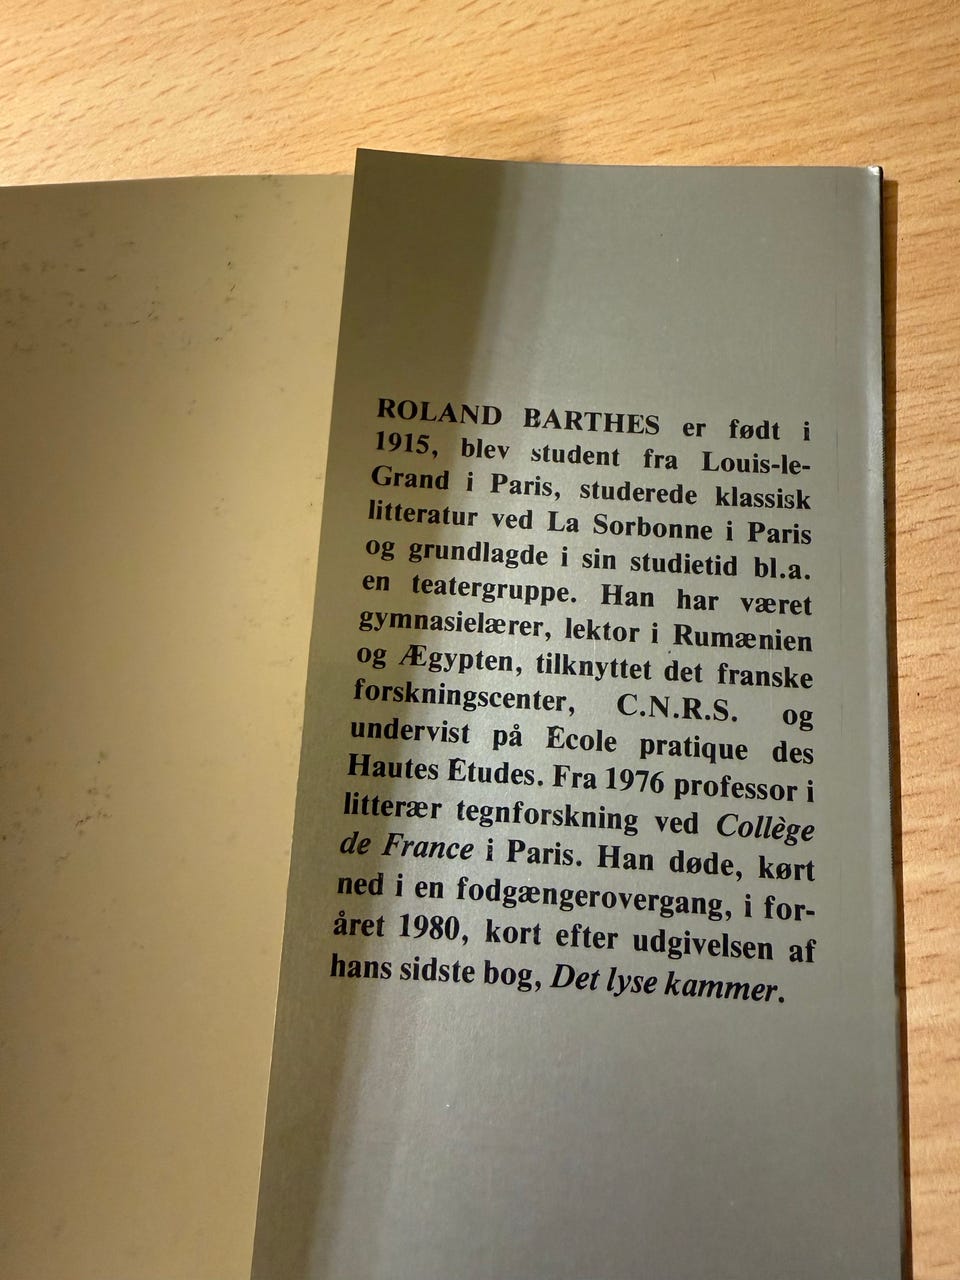 ROLAND BARTHES er født i
1915, blev student fra Louis-le-
Grand i Paris, studerede klassisk
litteratur ved La Sorbonne i Paris
og grundlagde i sin studietid bl.a.
en teatergruppe. Han har været
gymnasielærer, lektor i Rumænien
og Ægypten, tilknyttet det franske
forskningscenter, C.N.R.S. og
undervist på École pratique des
Hautes Études. Fra 1976 professor i
litterær tegnforskning ved Collège
de France i Paris. Han døde, kørt
ned i en fodgængerovergang, i for-
året 1980, kort efter udgivelsen af
hans sidste bog, Det lyse kammer.